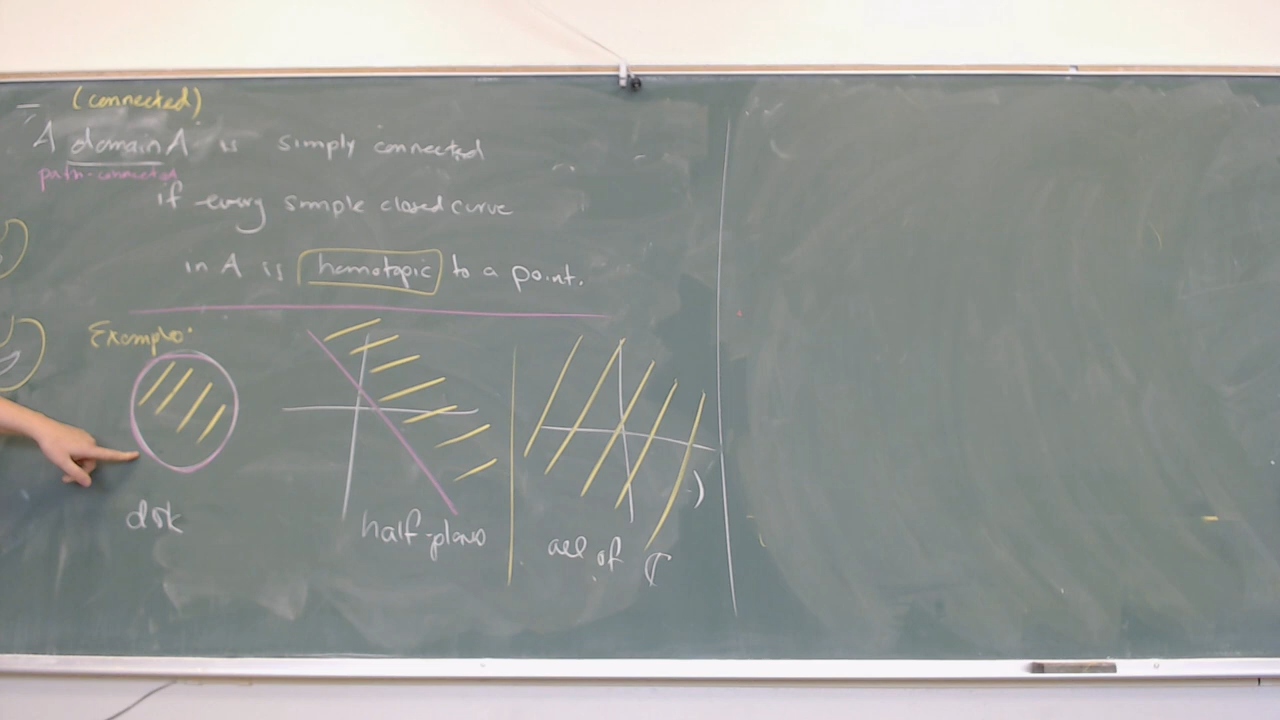 (connected)
A domain A is simply connected
path-connected
if every simple closed curve
in A is homotopic to a point.
Example:
disk
half-plane
all of ℂ